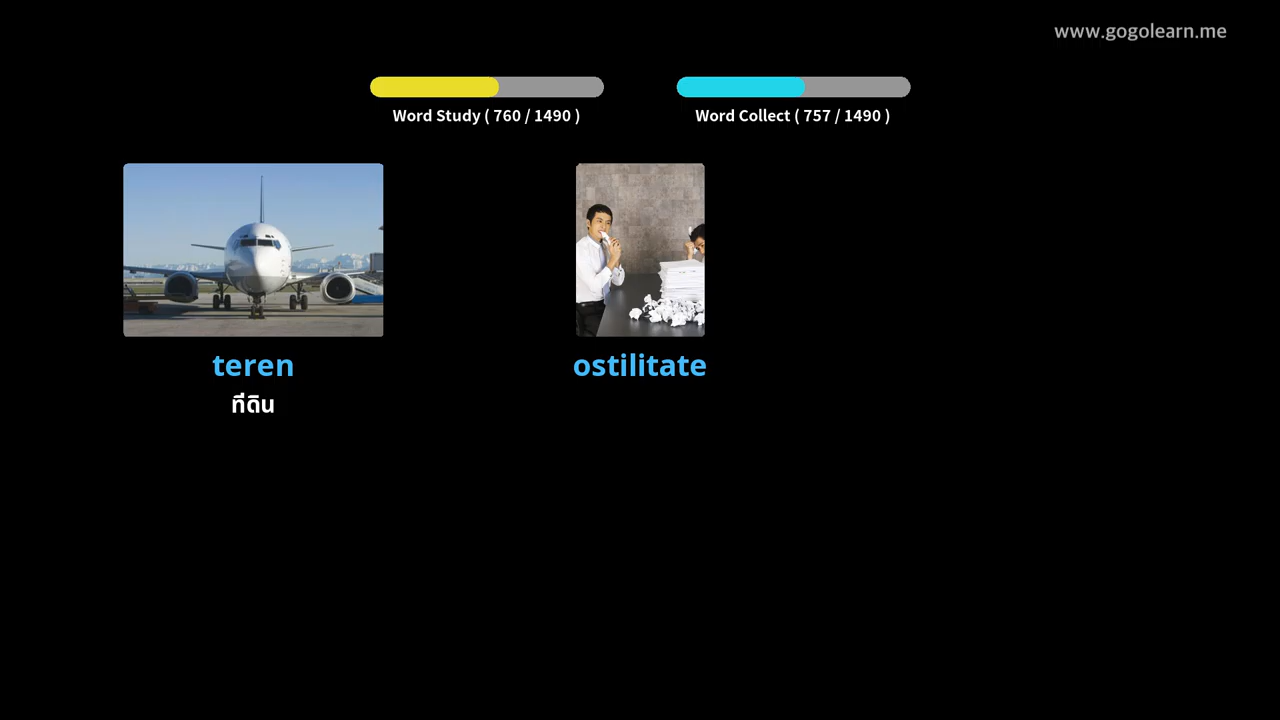 www.gogolearn.me
Word Study ( 760 / 1490 )
Word Collect ( 757 / 1490 )
teren
ที่ดิน
ostilitate